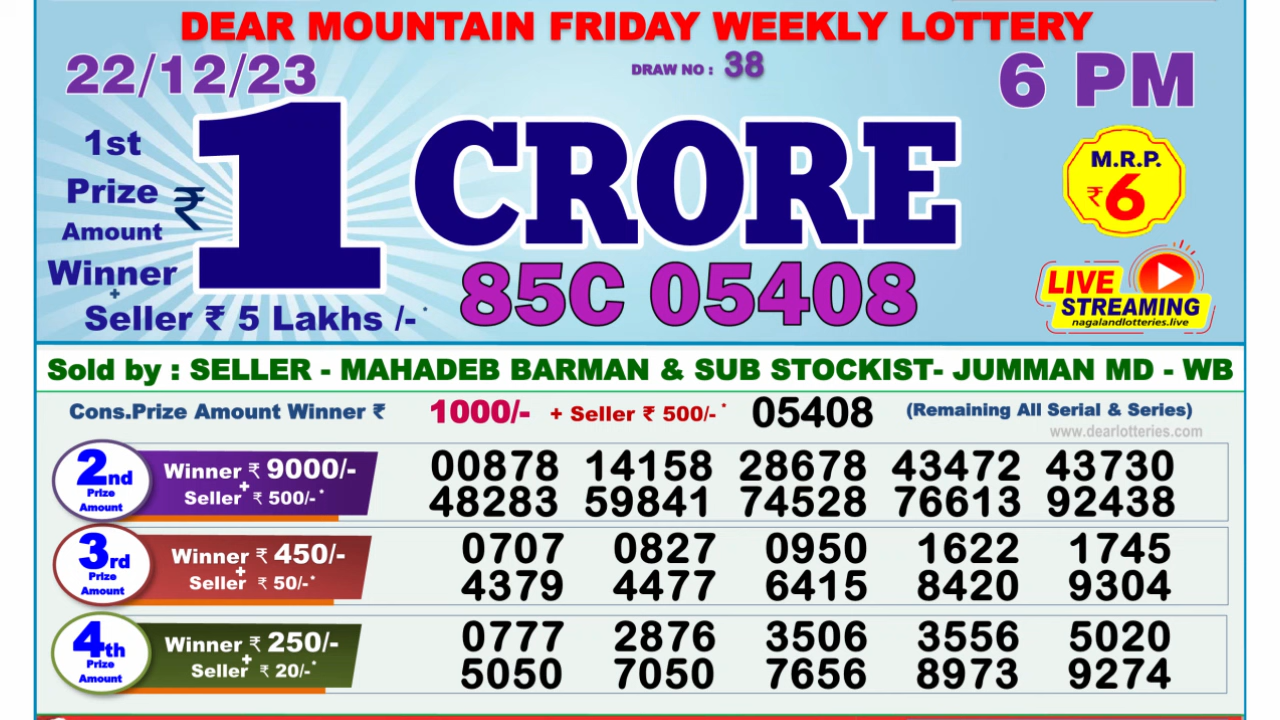 DEAR MOUNTAIN FRIDAY WEEKLY LOTTERY
22/12/23
DRAW NO : 38
6 PM
1st
Prize
Amount
Winner
+
Seller ₹ 5 Lakhs /- *
₹ 1 CRORE
85C 05408
M.R.P.
₹6
LIVE
STREAMING
nagalandlotteries.live
Sold by : SELLER - MAHADEB BARMAN & SUB STOCKIST- JUMMAN MD - WB
Cons.Prize Amount Winner ₹ 1000/- + Seller ₹ 500/- * 05408 (Remaining All Serial & Series)
www.dearlotteries.com
2nd
Prize
Amount
Winner ₹ 9000/-
+
Seller ₹ 500/- *
00878 14158 28678 43472 43730
48283 59841 74528 76613 92438
3rd
Prize
Amount
Winner ₹ 450/-
+
Seller ₹ 50/- *
0707 0827 0950 1622 1745
4379 4477 6415 8420 9304
4th
Prize
Amount
Winner ₹ 250/-
+
Seller ₹ 20/- *
0777 2876 3506 3556 5020
5050 7050 7656 8973 9274